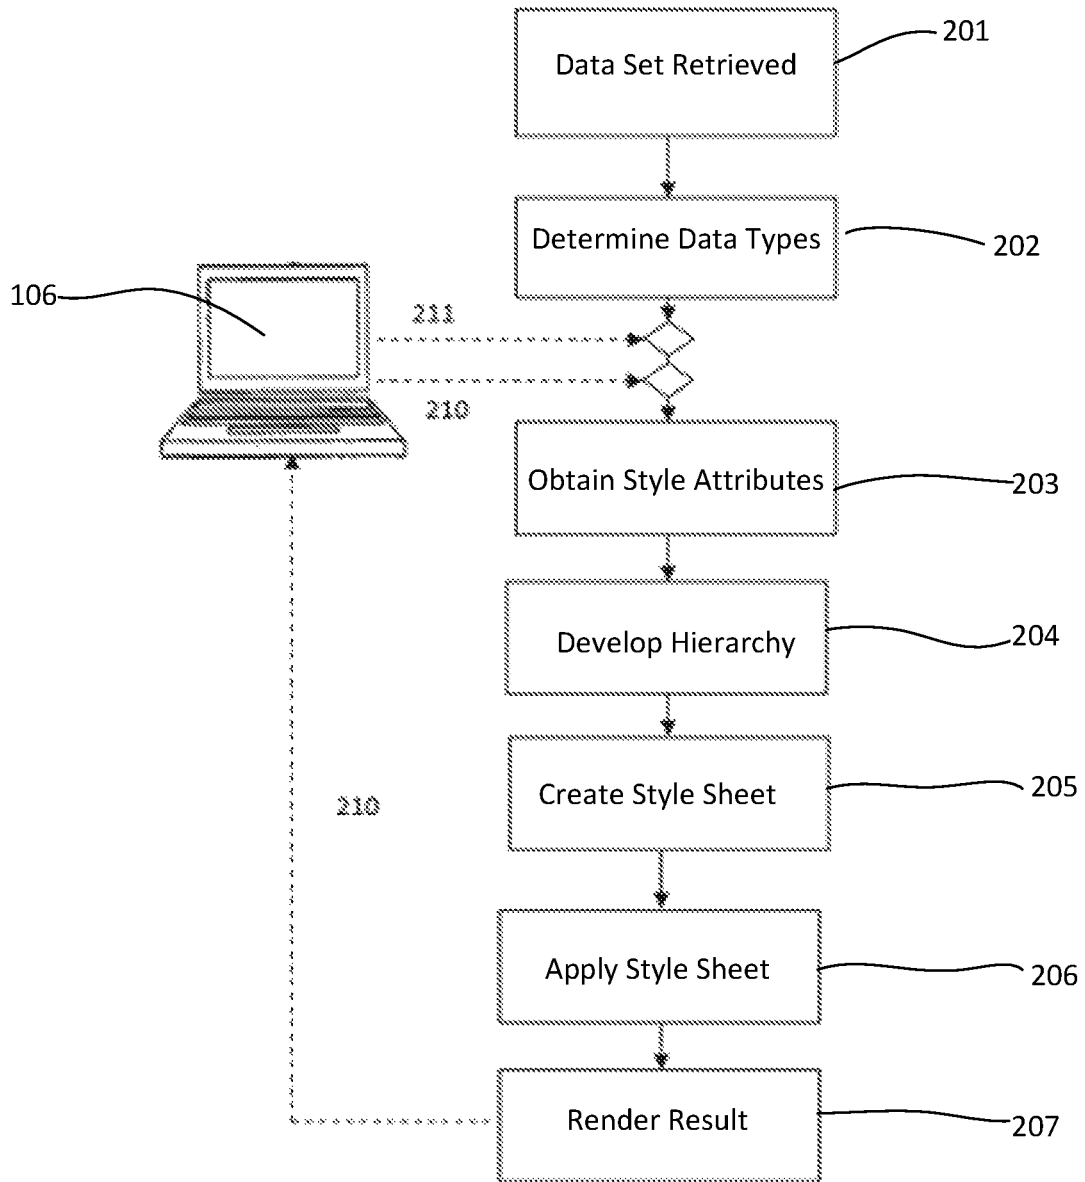 Data Set Retrieved
201
Determine Data Types
202
106
211
210
Obtain Style Attributes
203
Develop Hierarchy
204
Create Style Sheet
205
210
Apply Style Sheet
206
Render Result
207